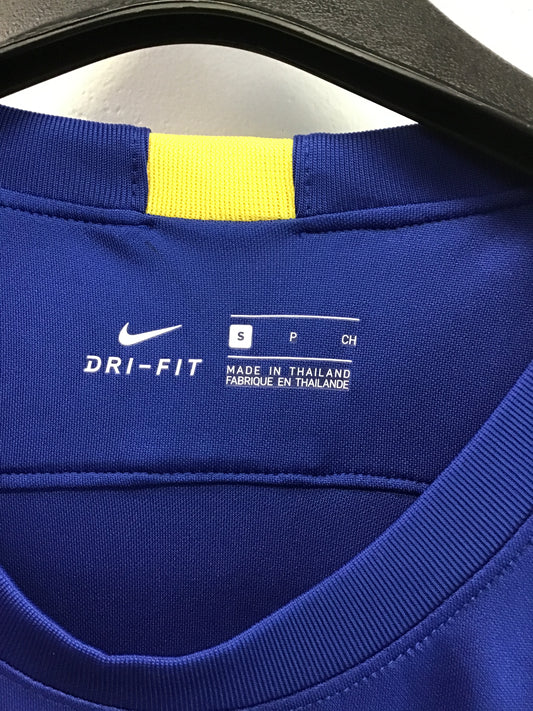 DRI-FIT
S P CH
MADE IN THAILAND
FABRIQUE EN THAILANDE